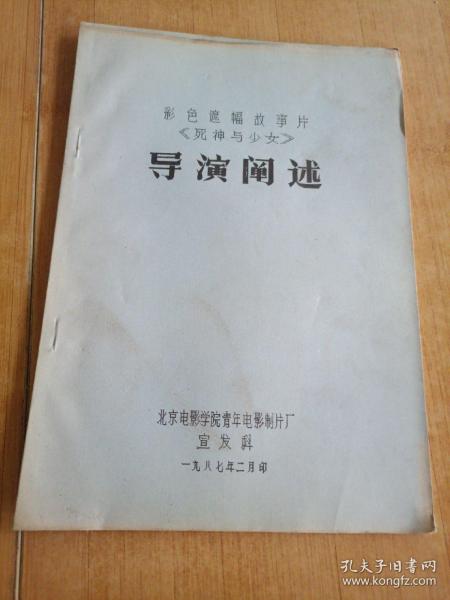 彩色遮幅故事片
《死神与少女》
导演阐述
北京电影学院青年电影制片厂
宣发科
一九八七年二月印
孔夫子旧书网
www.kongfz.com